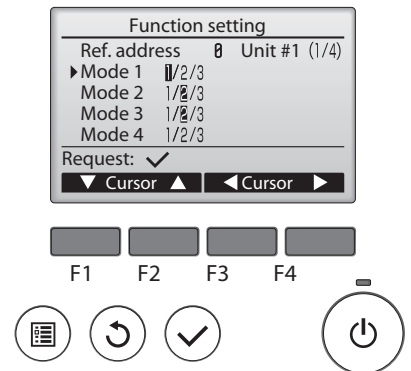 Function setting
Ref. address 0 Unit #1 (1/4)
▶Mode 1 1/2/3
Mode 2 1/2/3
Mode 3 1/2/3
Mode 4 1/2/3
Request: ✓
▼ Cursor ▲ ◀ Cursor ▶
F1 F2 F3 F4